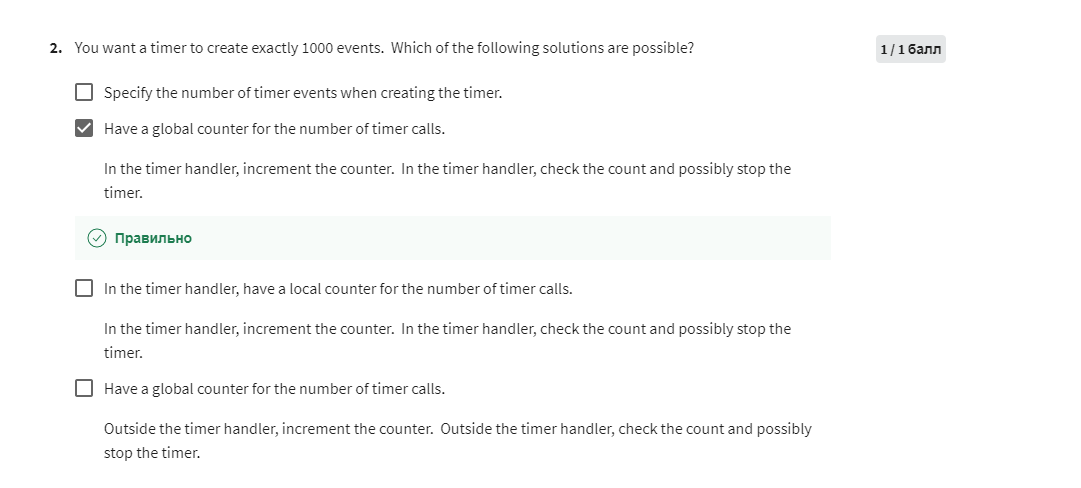 2. You want a timer to create exactly 1000 events. Which of the following solutions are possible?
1 / 1 балл
Specify the number of timer events when creating the timer.
Have a global counter for the number of timer calls.
In the timer handler, increment the counter. In the timer handler, check the count and possibly stop the
timer.
Правильно
In the timer handler, have a local counter for the number of timer calls.
In the timer handler, increment the counter. In the timer handler, check the count and possibly stop the
timer.
Have a global counter for the number of timer calls.
Outside the timer handler, increment the counter. Outside the timer handler, check the count and possibly
stop the timer.